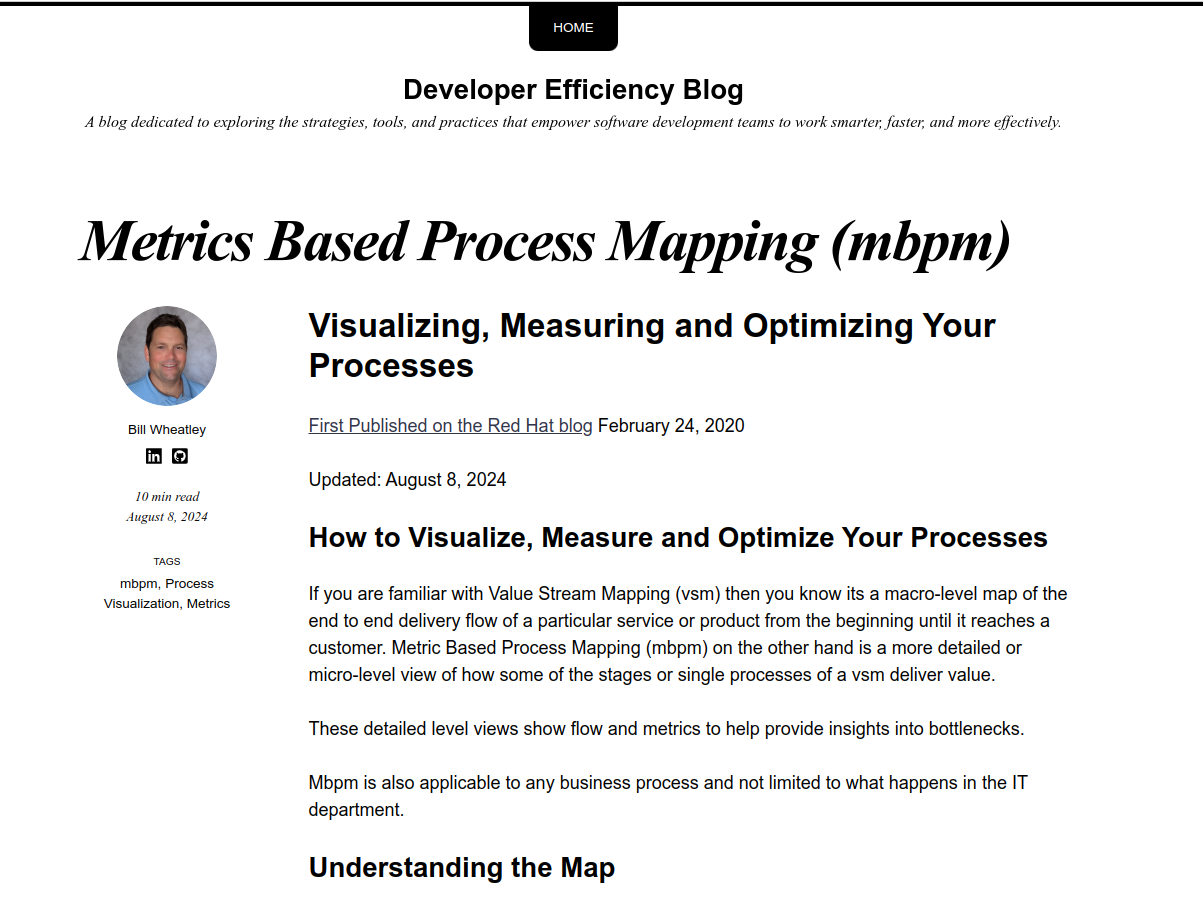 HOME
Developer Efficiency Blog
A blog dedicated to exploring the strategies, tools, and practices that empower software development teams to work smarter, faster, and more effectively.
Metrics Based Process Mapping (mbpm)
Bill Wheatley
10 min read
August 8, 2024
TAGS
mbpm, Process
Visualization, Metrics
Visualizing, Measuring and Optimizing Your
Processes
First Published on the Red Hat blog February 24, 2020
Updated: August 8, 2024
How to Visualize, Measure and Optimize Your Processes
If you are familiar with Value Stream Mapping (vsm) then you know its a macro-level map of the
end to end delivery flow of a particular service or product from the beginning until it reaches a
customer. Metric Based Process Mapping (mbpm) on the other hand is a more detailed or
micro-level view of how some of the stages or single processes of a vsm deliver value.
These detailed level views show flow and metrics to help provide insights into bottlenecks.
Mbpm is also applicable to any business process and not limited to what happens in the IT
department.
Understanding the Map